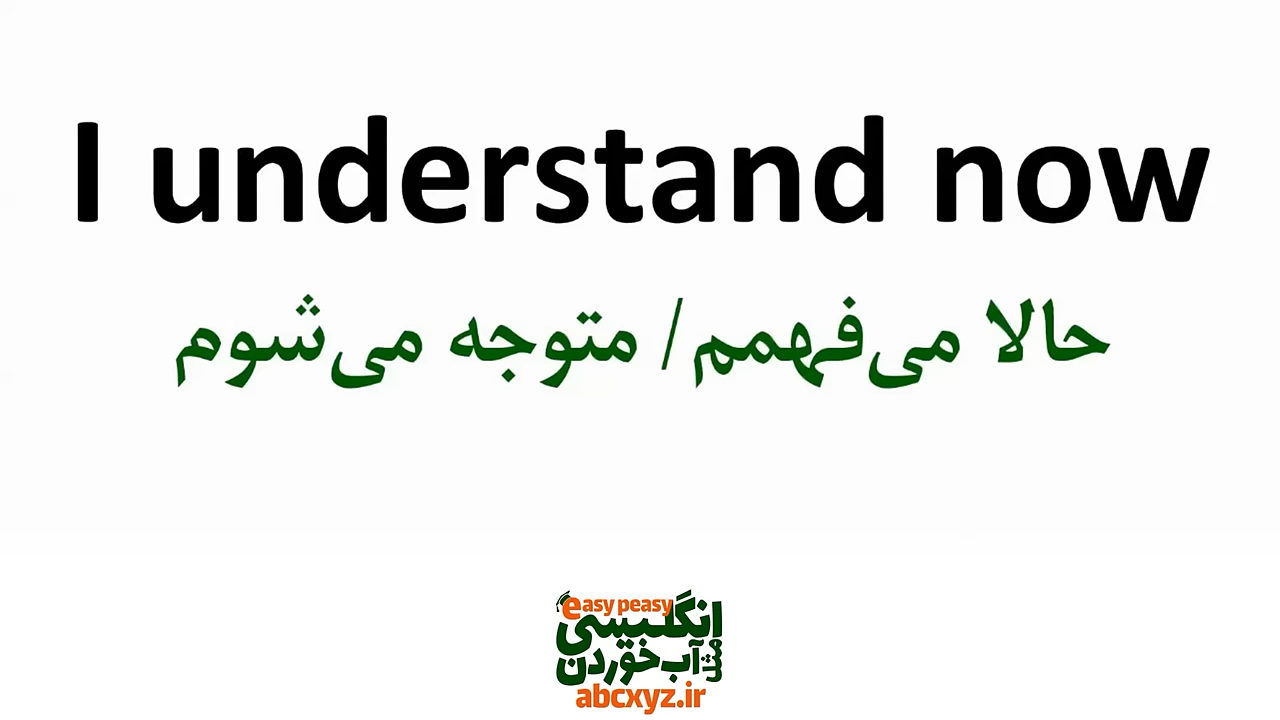 I understand now
حالا می‌فهمم/ متوجه می‌شوم
easy peasy
انگلیسی
مثل آب خوردن
abcxyz.ir